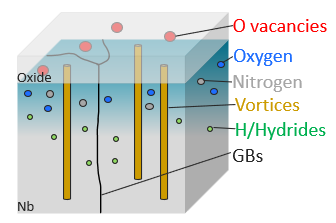 O vacancies
Oxygen
Oxide
Nitrogen
Vortices
H/Hydrides
GBs
Nb